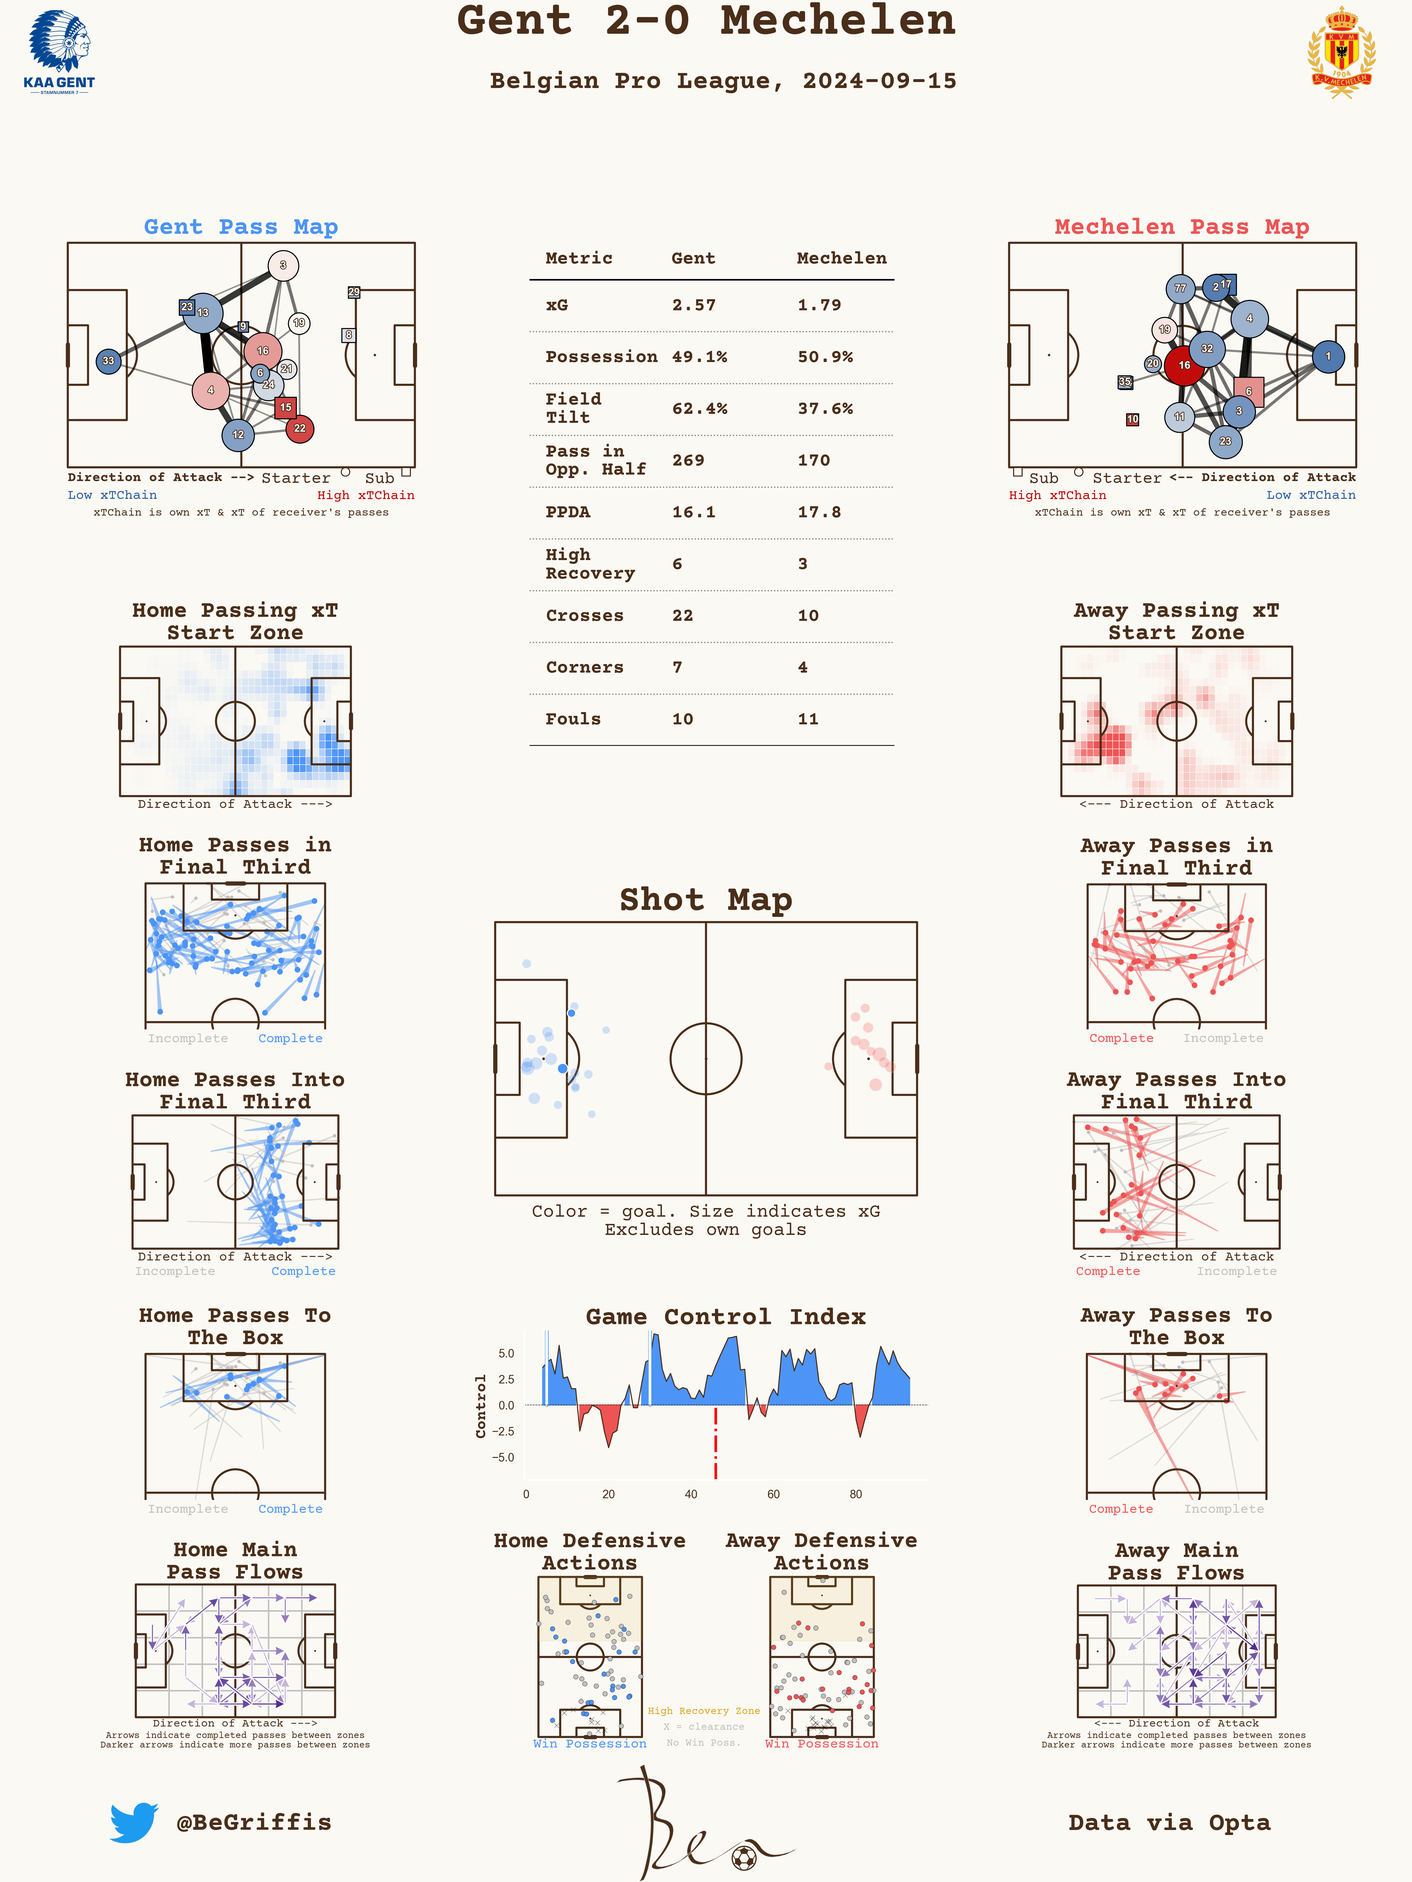 Gent 2-0 Mechelen
Belgian Pro League, 2024-09-15
KAA GENT
STAMNUMMER 7
K V M
1904
K.V. MECHELEN
Gent Pass Map
3
29
23
13
9
19
8
16
33
21
6
24
4
15
22
12
Direction of Attack --> Starter Sub
Low xTChain High xTChain
xTChain is own xT & xT of receiver's passes
Metric Gent Mechelen
xG 2.57 1.79
Possession 49.1% 50.9%
Field
Tilt 62.4% 37.6%
Pass in
Opp. Half 269 170
PPDA 16.1 17.8
High
Recovery 6 3
Crosses 22 10
Corners 7 4
Fouls 10 11
Mechelen Pass Map
77
2
17
4
19
32
1
20
16
35
6
10
11
3
23
Sub Starter <-- Direction of Attack
High xTChain Low xTChain
xTChain is own xT & xT of receiver's passes
Home Passing xT
Start Zone
Direction of Attack --->
Away Passing xT
Start Zone
<--- Direction of Attack
Home Passes in
Final Third
Incomplete Complete
Away Passes in
Final Third
Complete Incomplete
Shot Map
Color = goal. Size indicates xG
Excludes own goals
Home Passes Into
Final Third
Direction of Attack --->
Incomplete Complete
Away Passes Into
Final Third
<--- Direction of Attack
Complete Incomplete
Home Passes To
The Box
Incomplete Complete
Game Control Index
Control
5.0
2.5
0.0
−2.5
−5.0
0 20 40 60 80
Away Passes To
The Box
Complete Incomplete
Home Main
Pass Flows
Direction of Attack --->
Arrows indicate completed passes between zones
Darker arrows indicate more passes between zones
Home Defensive
Actions
Win Possession
Away Defensive
Actions
Win Possession
High Recovery Zone
X = clearance
No Win Poss.
Away Main
Pass Flows
<--- Direction of Attack
Arrows indicate completed passes between zones
Darker arrows indicate more passes between zones
@BeGriffis
Ben
Data via Opta